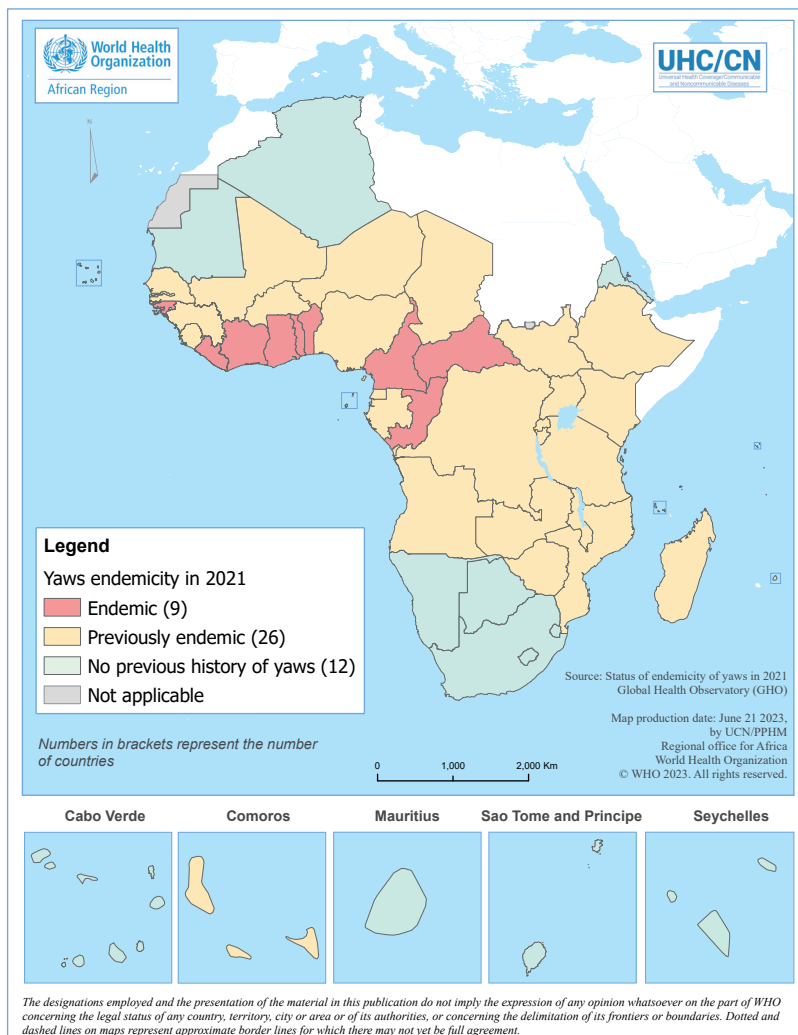 World Health
Organization
African Region
UHC/CN
Universal Health Coverage/Communicable
and Noncommunicable Diseases
N
Legend
Yaws endemicity in 2021
Endemic (9)
Previously endemic (26)
No previous history of yaws (12)
Not applicable
Numbers in brackets represent the number
of countries
0 1,000 2,000 Km
Source: Status of endemicity of yaws in 2021
Global Health Observatory (GHO)
Map production date: June 21 2023,
by UCN/PPHM
Regional office for Africa
World Health Organization
© WHO 2023. All rights reserved.
Cabo Verde
Comoros
Mauritius
Sao Tome and Principe
Seychelles
The designations employed and the presentation of the material in this publication do not imply the expression of any opinion whatsoever on the part of WHO
concerning the legal status of any country, territory, city or area or of its authorities, or concerning the delimitation of its frontiers or boundaries. Dotted and
dashed lines on maps represent approximate border lines for which there may not yet be full agreement.